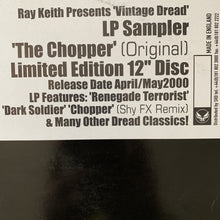 Ray Keith Presents 'Vintage Dread'
LP Sampler
'The Chopper' (Original)
Limited Edition 12" Disc
Release Date April/May2000
LP Features: 'Renegade Terrorist'
'Dark Soldier' 'Chopper' (Shy FX Remix)
& Many Other Dread Classics!
MADE IN ENGLAND